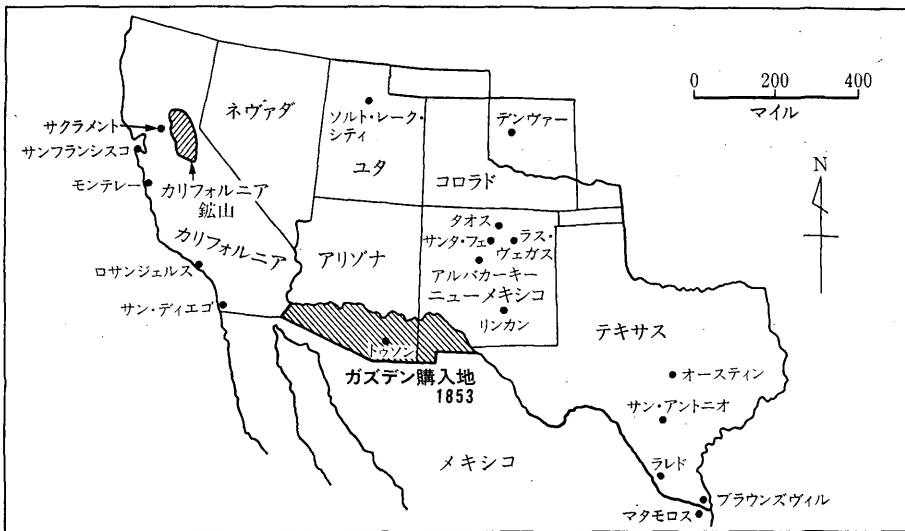 0 200 400
マイル
N
ネヴァダ
ソルト・レーク・
シティ
ユタ
デンヴァー
コロラド
サクラメント
サンフランシスコ
モンテレー
カリフォルニア
鉱山
カリフォルニア
ロサンジェルス
サン・ディエゴ
アリゾナ
タオス
サンタ・フェ
ラス・
ヴェガス
アルバカーキー
ニューメキシコ
リンカン
トゥソン
ガズデン購入地
1853
メキシコ
テキサス
オースティン
サン・アントニオ
ラレド
ブラウンズヴィル
マタモロス